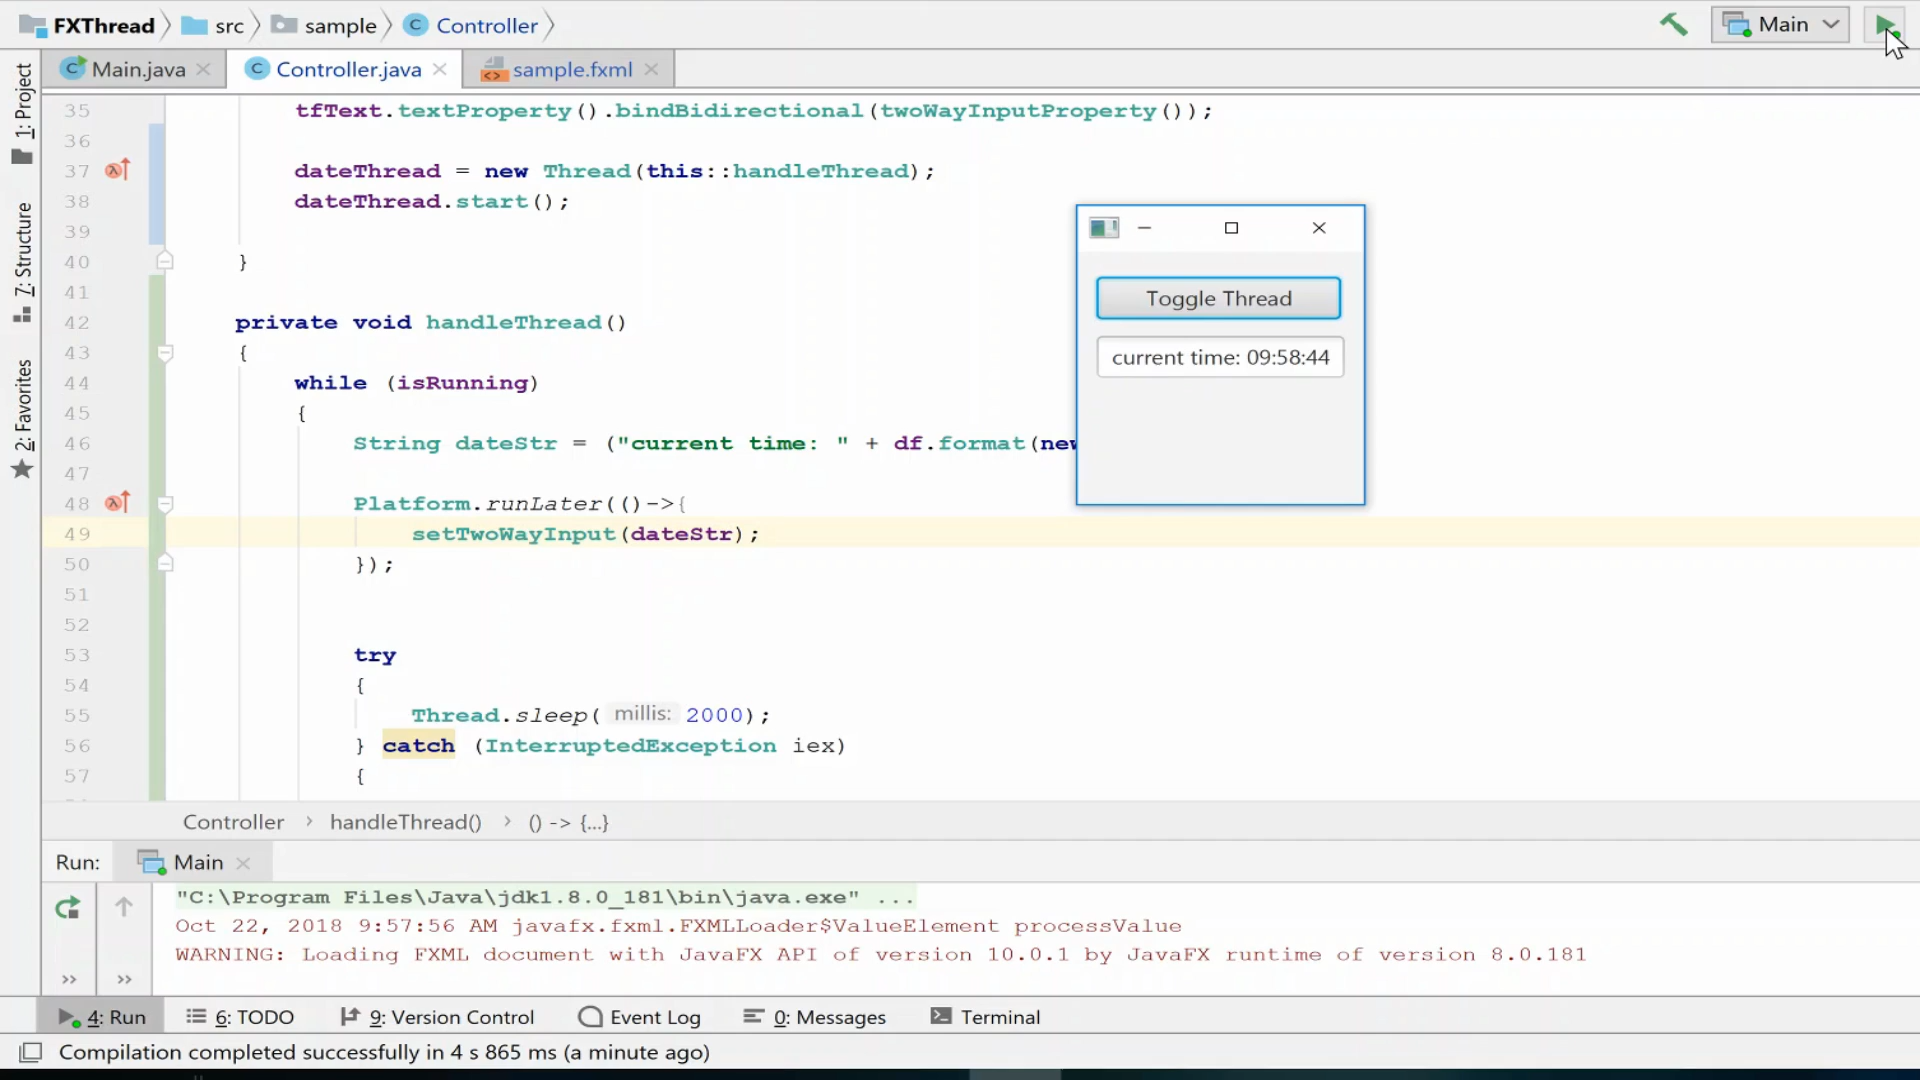 FXThread src sample Controller Main
Main.java Controller.java sample.fxml
1: Project
7: Structure
2: Favorites
35 tfText.textProperty().bindBidirectional(twoWayInputProperty());
36
37 dateThread = new Thread(this::handleThread);
38 dateThread.start();
39
40 }
41
42 private void handleThread()
43 {
44 while (isRunning)
45 {
46 String dateStr = ("current time: " + df.format(new
47
48 Platform.runLater(()->{
49 setTwoWayInput(dateStr);
50 });
51
52
53 try
54 {
55 Thread.sleep( millis: 2000);
56 } catch (InterruptedException iex)
57 {
Toggle Thread
current time: 09:58:44
Controller › handleThread() › () -> {...}
Run: Main
"C:\Program Files\Java\jdk1.8.0_181\bin\java.exe" ...
Oct 22, 2018 9:57:56 AM javafx.fxml.FXMLLoader$ValueElement processValue
WARNING: Loading FXML document with JavaFX API of version 10.0.1 by JavaFX runtime of version 8.0.181
4: Run 6: TODO 9: Version Control Event Log 0: Messages Terminal
Compilation completed successfully in 4 s 865 ms (a minute ago)